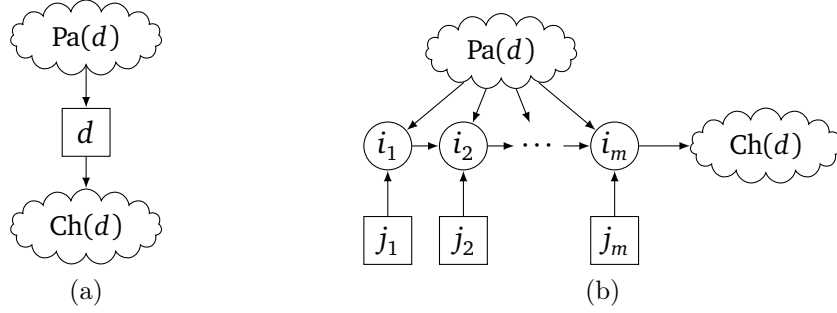 Pa(d)
d
Ch(d)
(a)
Pa(d)
i₁ i₂ ··· iₘ Ch(d)
j₁ j₂ jₘ
(b)